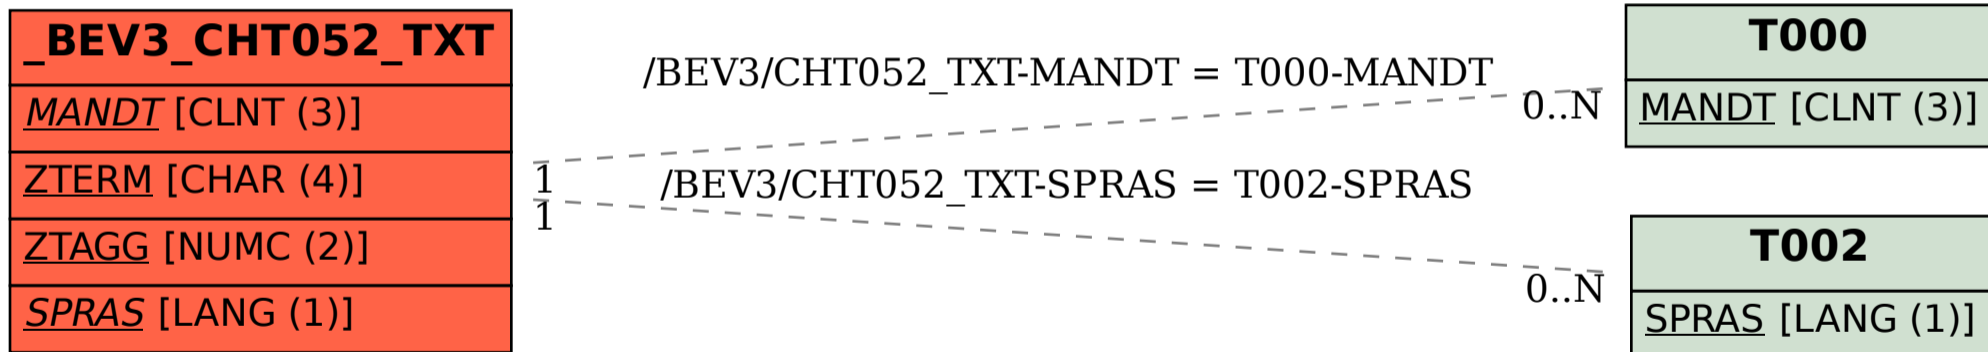 _BEV3_CHT052_TXT
MANDT [CLNT (3)]
ZTERM [CHAR (4)]
ZTAGG [NUMC (2)]
SPRAS [LANG (1)]
/BEV3/CHT052_TXT-MANDT = T000-MANDT
0..N
1
/BEV3/CHT052_TXT-SPRAS = T002-SPRAS
1
0..N
T000
MANDT [CLNT (3)]
T002
SPRAS [LANG (1)]